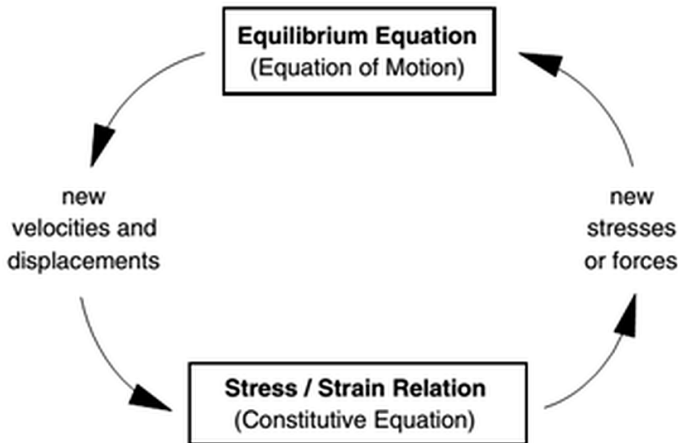 Equilibrium Equation
(Equation of Motion)
new
velocities and
displacements
new
stresses
or forces
Stress / Strain Relation
(Constitutive Equation)